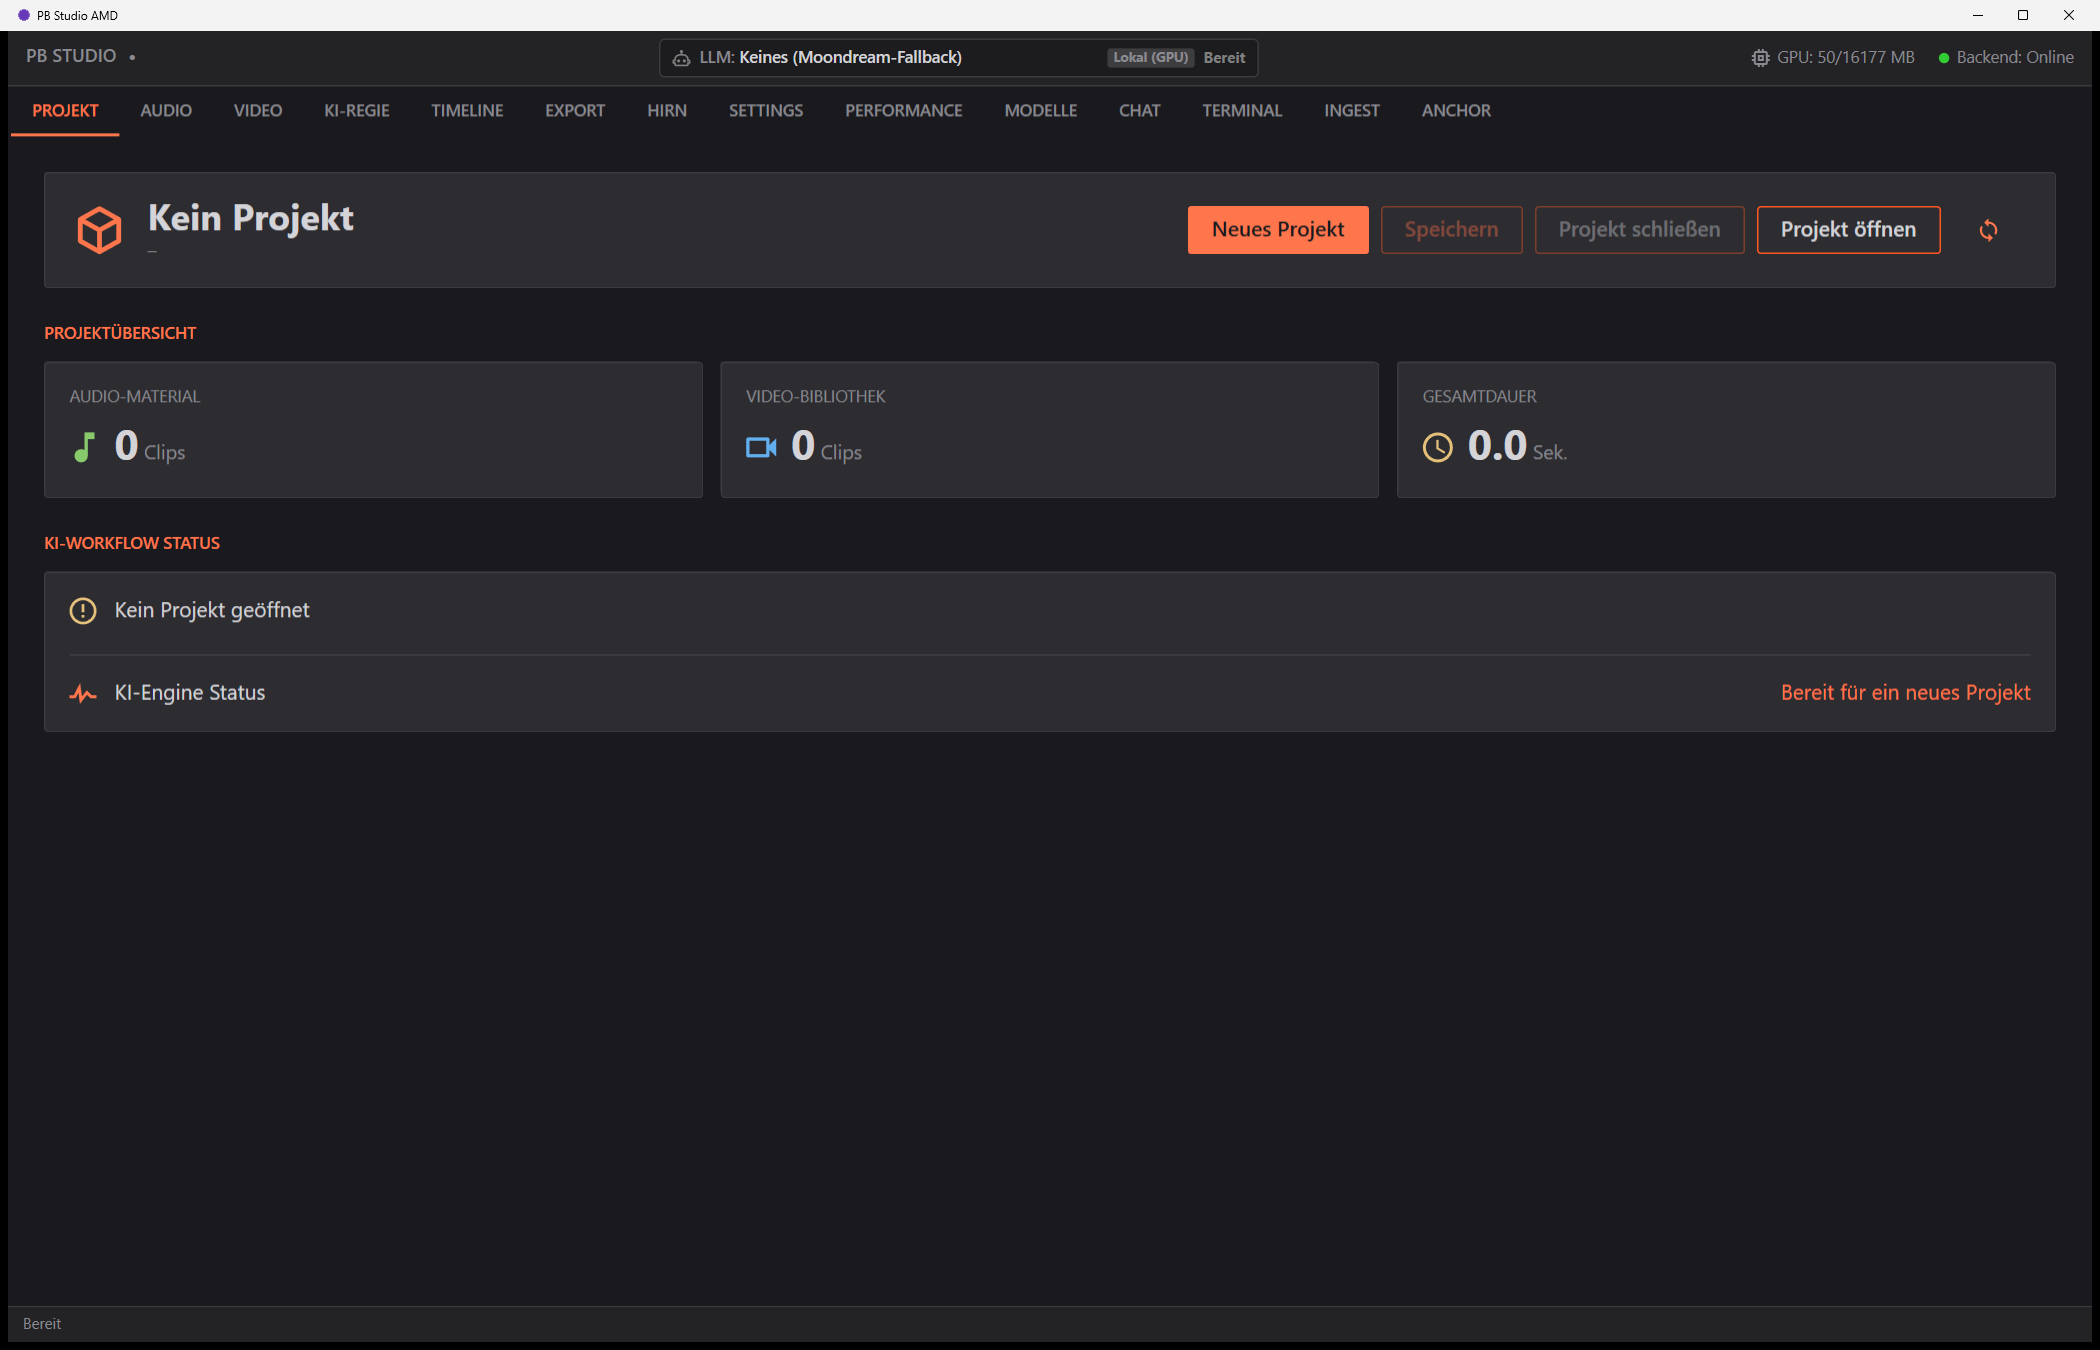 PB Studio AMD
PB STUDIO •
LLM: Keines (Moondream-Fallback) Lokal (GPU) Bereit
GPU: 50/16177 MB Backend: Online
PROJEKT AUDIO VIDEO KI-REGIE TIMELINE EXPORT HIRN SETTINGS PERFORMANCE MODELLE CHAT TERMINAL INGEST ANCHOR
Kein Projekt
–
Neues Projekt Speichern Projekt schließen Projekt öffnen
PROJEKTÜBERSICHT
AUDIO-MATERIAL
0 Clips
VIDEO-BIBLIOTHEK
0 Clips
GESAMTDAUER
0.0 Sek.
KI-WORKFLOW STATUS
Kein Projekt geöffnet
KI-Engine Status Bereit für ein neues Projekt
Bereit